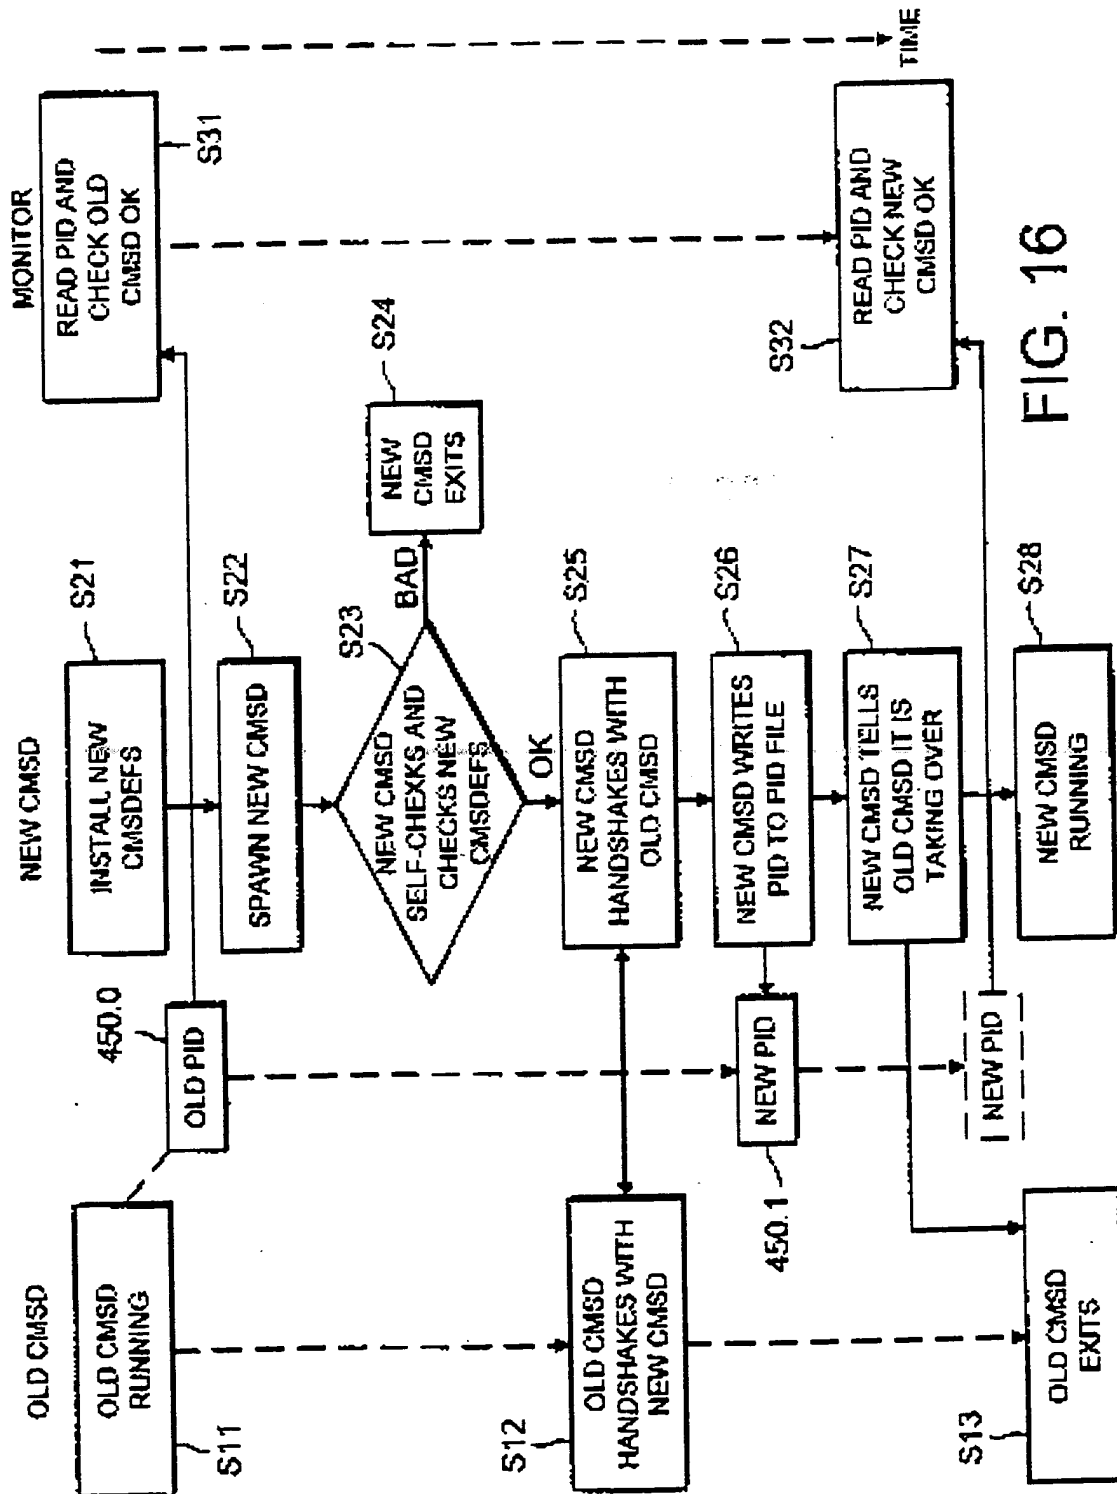 OLD CMSD
OLD CMSD
RUNNING
S11
OLD CMSD
HANDSHAKES WITH
NEW CMSD
S12
OLD CMSD
EXITS
S13
450.0
OLD PID
NEW PID
450.1
NEW PID
NEW CMSD
INSTALL NEW
CMSDEFS
S21
SPAWN NEW CMSD
S22
NEW CMSD
SELF-CHEXKS AND
CHECKS NEW
CMSDEFS
S23
BAD
NEW
CMSD
EXITS
S24
OK
NEW CMSD
HANDSHAKES WITH
OLD CMSD
S25
NEW CMSD WRITES
PID TO PID FILE
S26
NEW CMSD TELLS
OLD CMSD IT IS
TAKING OVER
S27
NEW CMSD
RUNNING
S28
MONITOR
READ PID AND
CHECK OLD
CMSD OK
S31
READ PID AND
CHECK NEW
CMSD OK
S32
TIME
FIG. 16